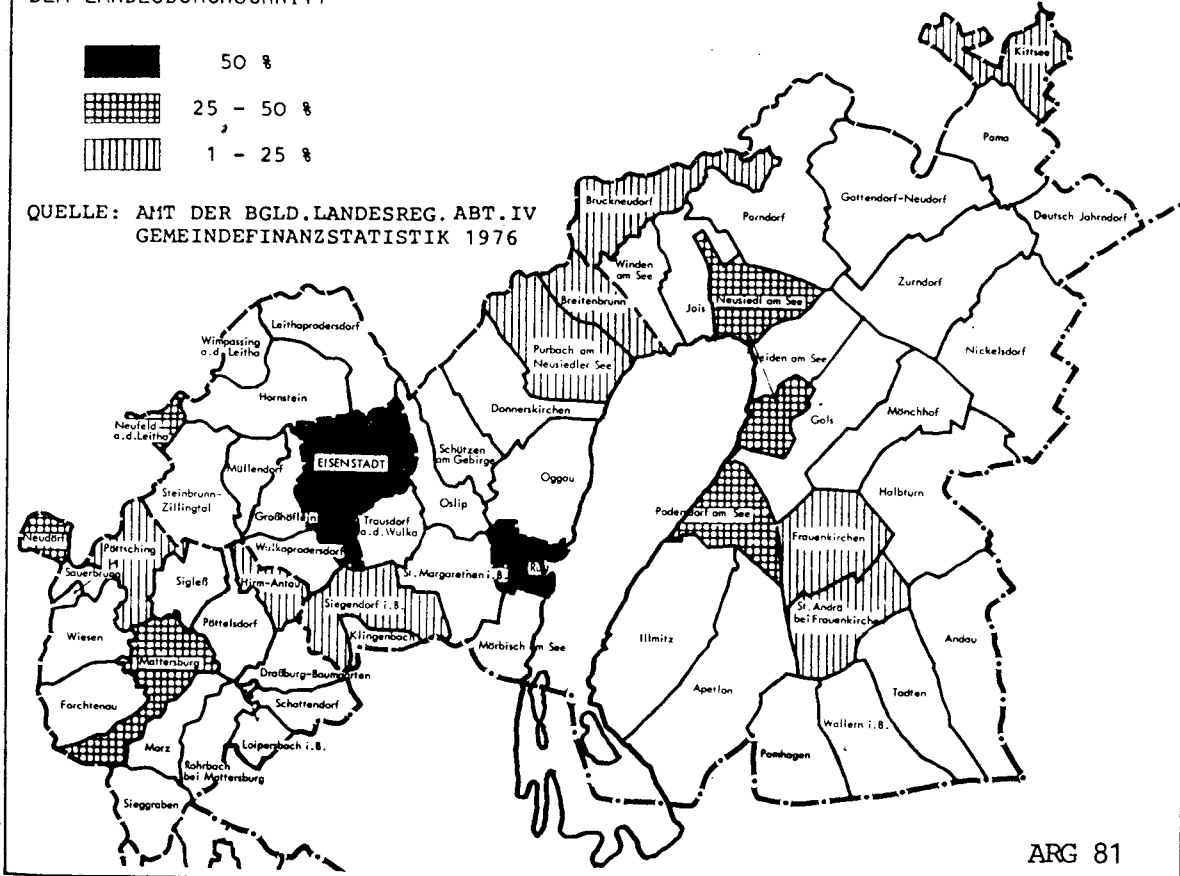 50 %
25 - 50 %
1 - 25 %
QUELLE: AMT DER BGLD.LANDESREG. ABT.IV
GEMEINDEFINANZSTATISTIK 1976
Kittsee
Pama
Bruckneudorf
Gattendorf-Neudorf
Deutsch Jahrndorf
Parndorf
Winden
am See
Zurndorf
Breitenbrunn
Neusiedl am See
Jois
Leithaprodersdorf
Wimpassing
a.d. Leitha
Purbach am
Neusiedler See
Weiden am See
Nickelsdorf
Hornstein
Donnerskirchen
Mönchhof
Gols
Neufeld
a.d.Leitha
Schützen
am Gebirge
EISENSTADT
Müllendorf
Oggau
Steinbrunn-
Zillingtal
Halbturn
Oslip
Großhöflein
Trausdorf
a.d. Wulka
Podersdorf am See
Neudörfl
Frauenkirchen
Pöttsching
Wulkaprodersdorf
Sauerbrunn
Sigleß
Hirm-Antau
St. Margarethen i.B.
Rust
Siegendorf i.B.
St. Andrä
bei Frauenkirchen
Wiesen
Pöttelsdorf
Klingenbach
Mörbisch am See
Illmitz
Andau
Mattersburg
Draßburg-Baumgarten
Forchtenau
Schattendorf
Apetlon
Tadten
Wallern i.B.
Marz
Loipersbach i.B.
Rohrbach
bei Mattersburg
Pamhagen
Sieggraben
ARG 81